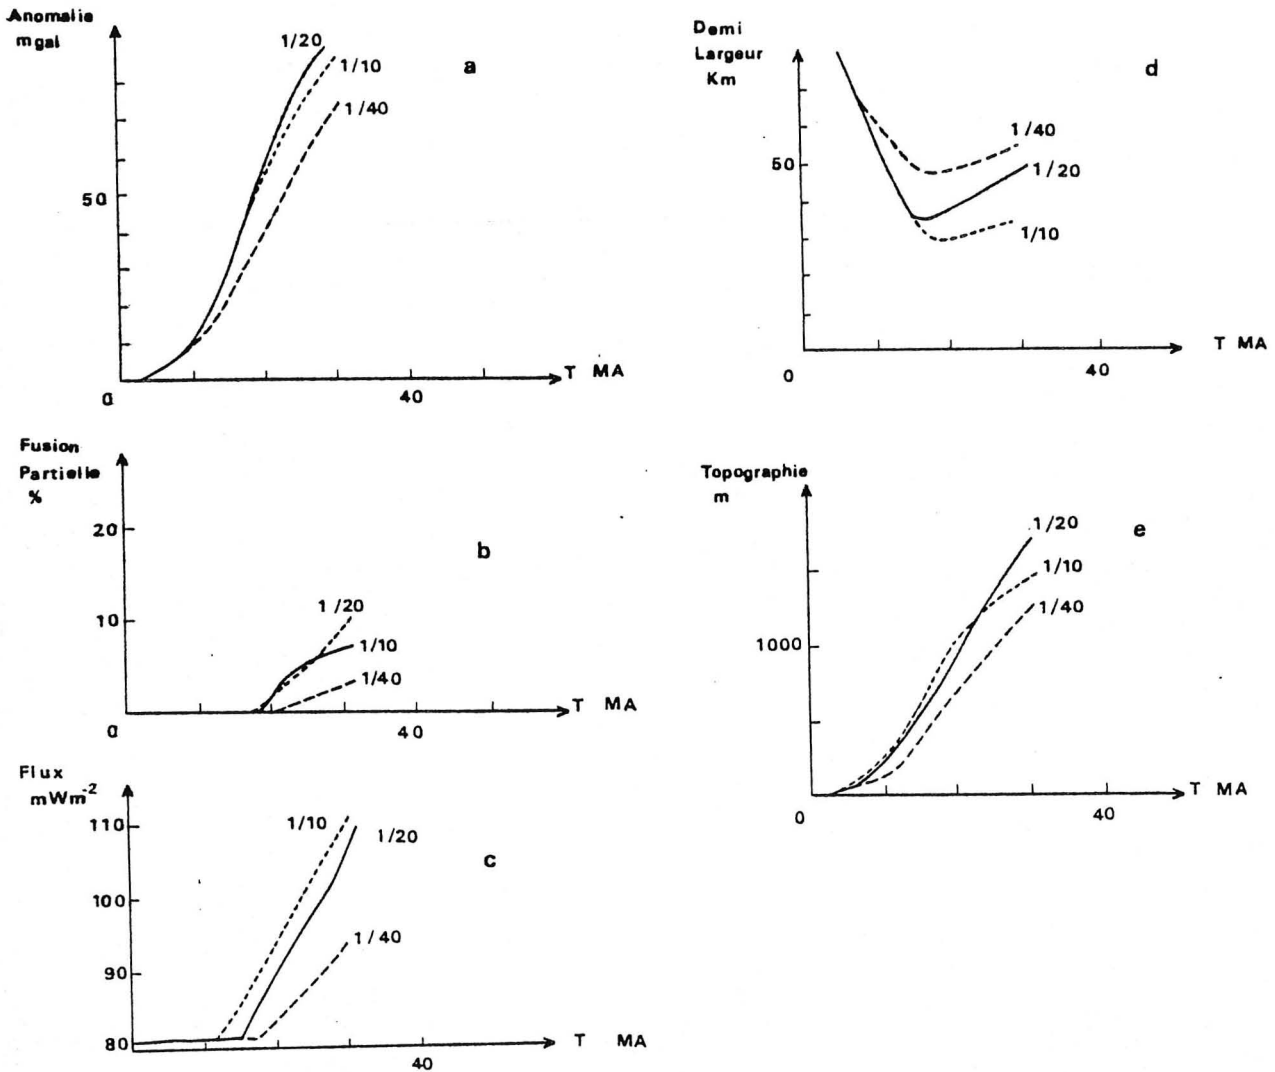 Anomalie
mgal
1/20
1/10
1/40
a
50
0
40
T MA
Fusion
Partielle
%
20
10
1/20
1/10
1/40
b
0
40
T MA
Flux
mWm-2
110
100
90
80
1/10
1/20
1/40
c
40
T MA
Demi
Largeur
Km
50
1/40
1/20
1/10
d
0
40
T MA
Topographie
m
1000
1/20
1/10
1/40
e
0
40
T MA